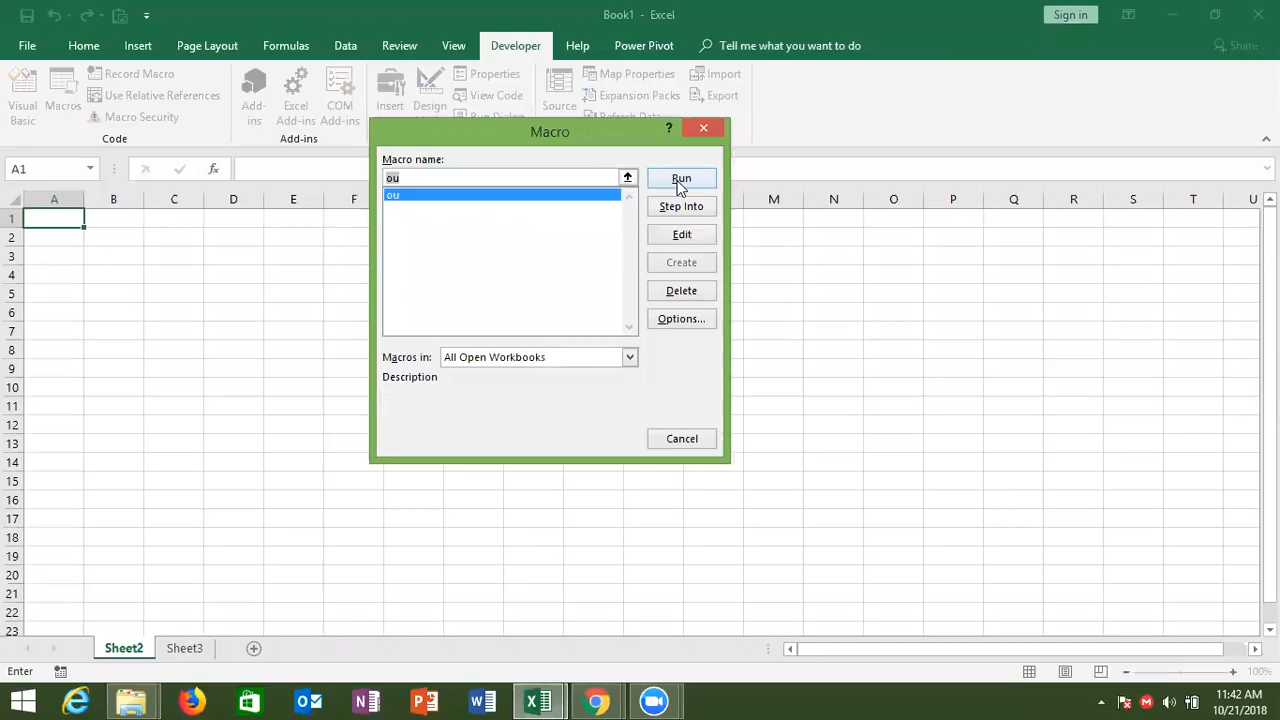 Book1 - Excel
Sign in
File Home Insert Page Layout Formulas Data Review View Developer Help Power Pivot Tell me what you want to do Share
Visual Basic
Macros
Record Macro
Use Relative References
Macro Security
Code
Add-ins
Excel Add-ins
COM Add-ins
Add-ins
Insert
Design
Properties
View Code
Run Dialog
Source
Map Properties
Expansion Packs
Refresh Data
Import
Export
A1
fx
A B C D E F M N O P Q R S T U
Macro
?
Macro name:
ou
ou
Run
Step Into
Edit
Create
Delete
Options...
Macros in: All Open Workbooks
Description
Cancel
1
2
3
4
5
6
7
8
9
10
11
12
13
14
15
16
17
18
19
20
21
22
23
Sheet2 Sheet3
Enter
100%
11:42 AM
10/21/2018